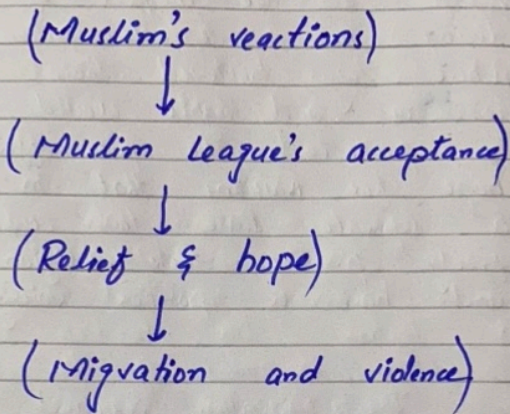 (Muslim's reactions)
↓
(Muslim League's acceptance)
↓
(Relief & hope)
↓
(Migration and violence)